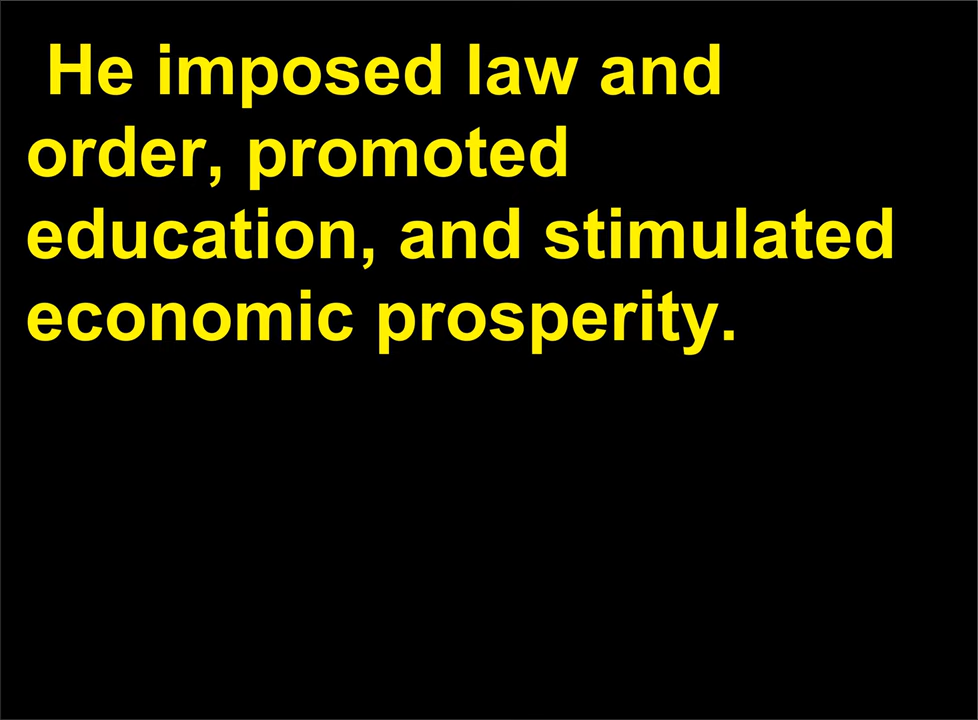 He imposed law and
order, promoted
education, and stimulated
economic prosperity.